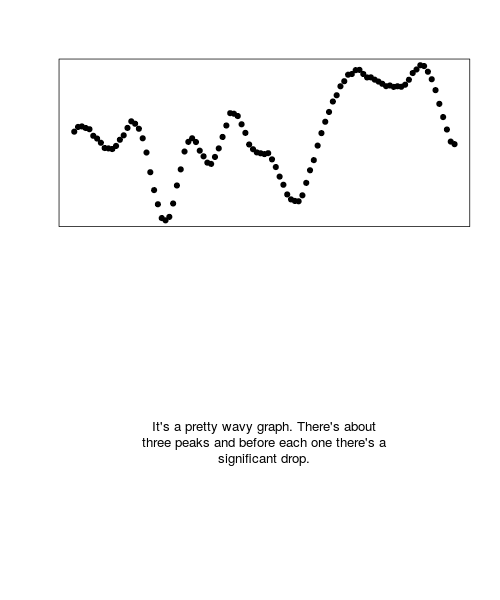 It's a pretty wavy graph. There's about
three peaks and before each one there's a
significant drop.